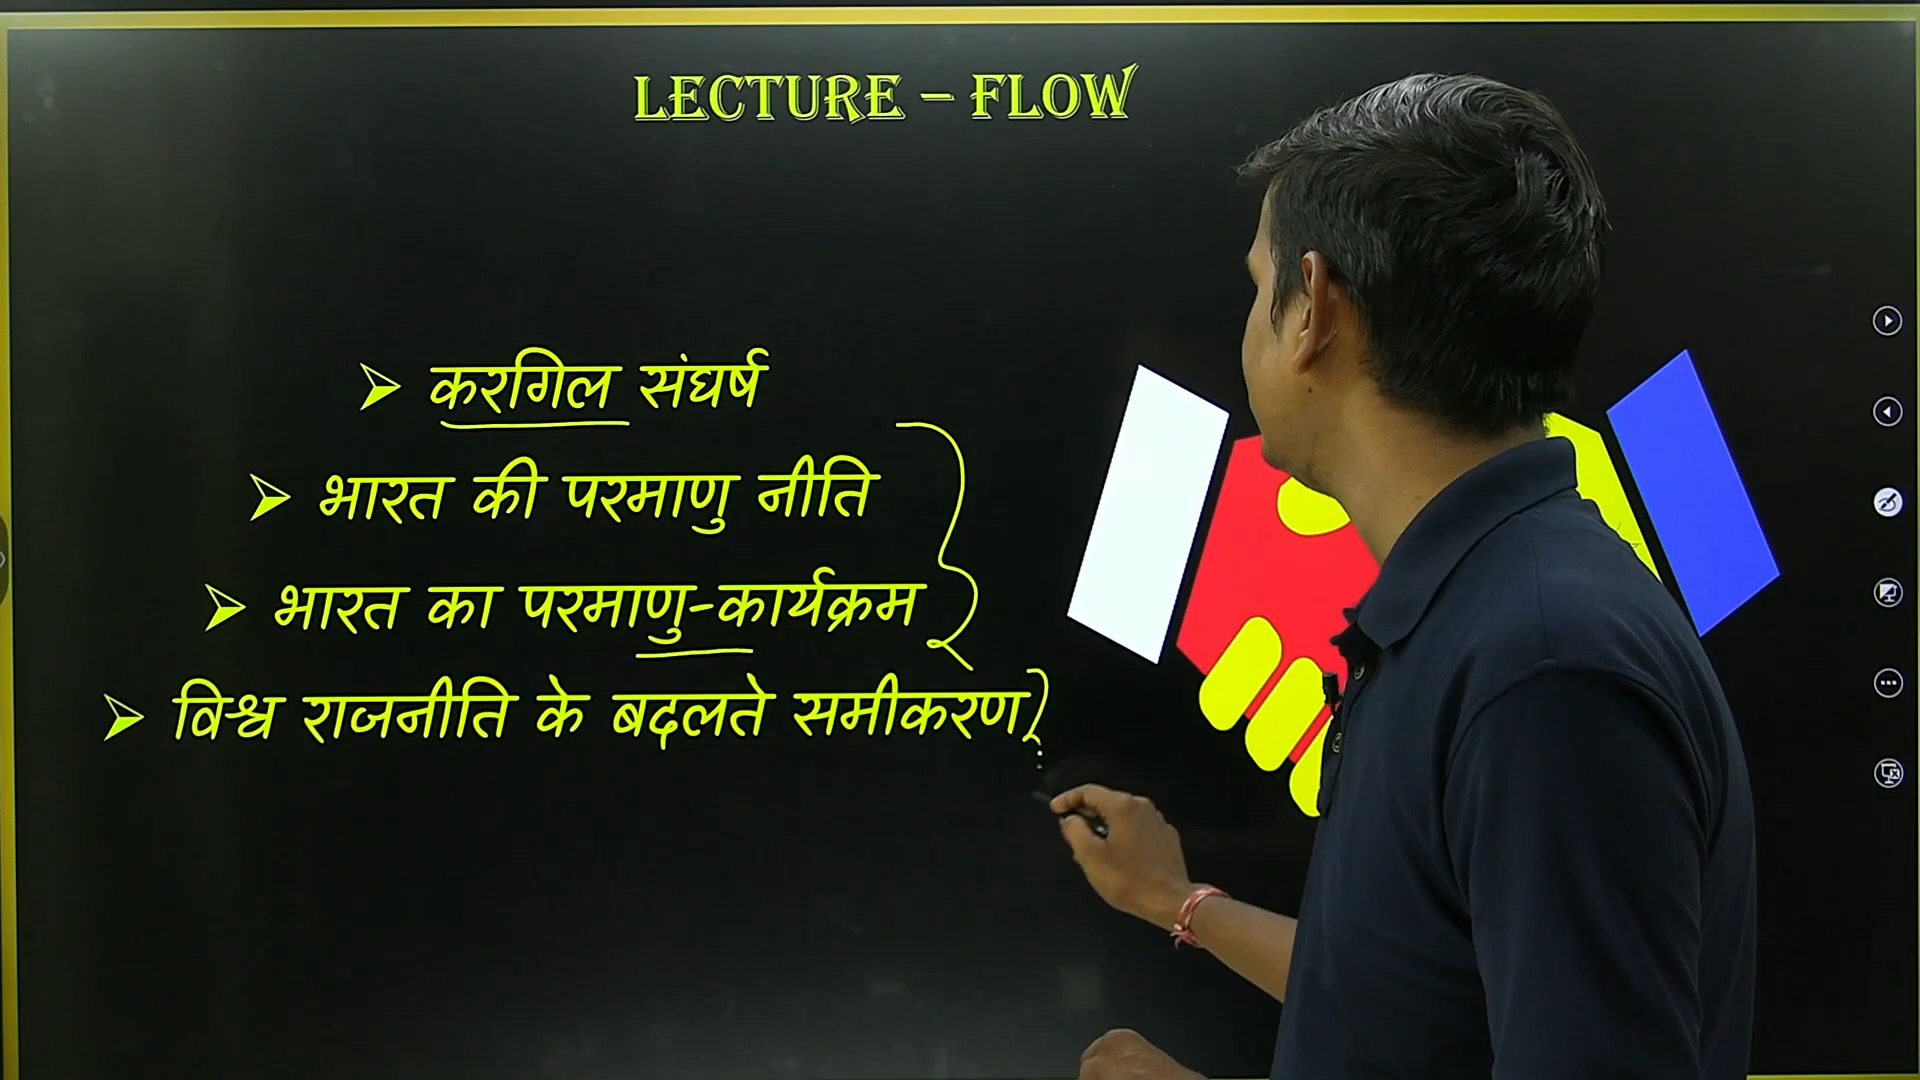 LECTURE – FLOW
➢ करगिल संघर्ष
➢ भारत की परमाणु नीति
➢ भारत का परमाणु-कार्यक्रम
➢ विश्व राजनीति के बदलते समीकरण